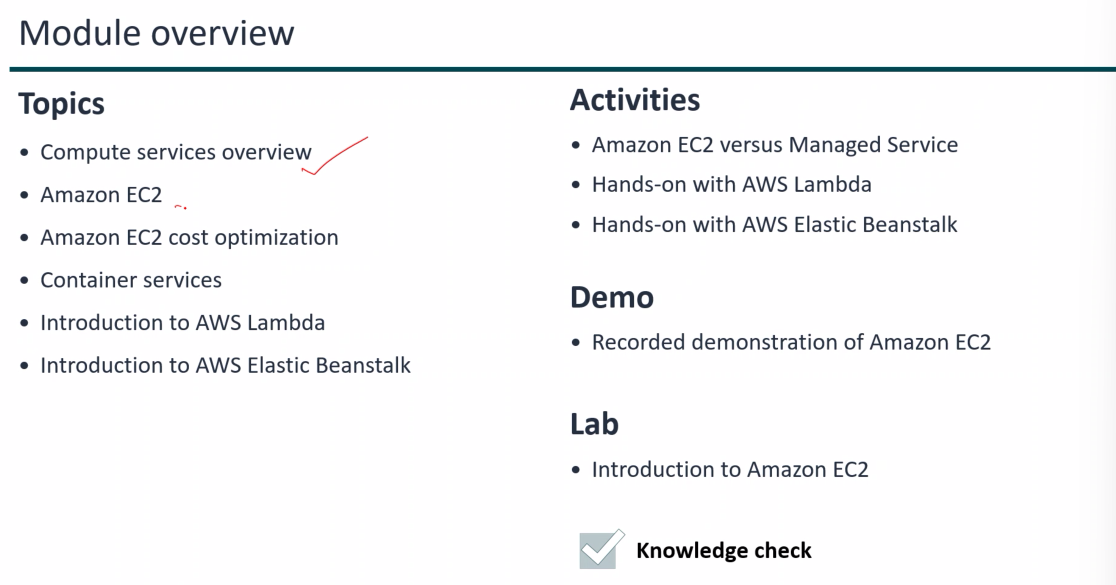 Module overview
Topics
• Compute services overview
• Amazon EC2
• Amazon EC2 cost optimization
• Container services
• Introduction to AWS Lambda
• Introduction to AWS Elastic Beanstalk
Activities
• Amazon EC2 versus Managed Service
• Hands-on with AWS Lambda
• Hands-on with AWS Elastic Beanstalk
Demo
• Recorded demonstration of Amazon EC2
Lab
• Introduction to Amazon EC2
Knowledge check